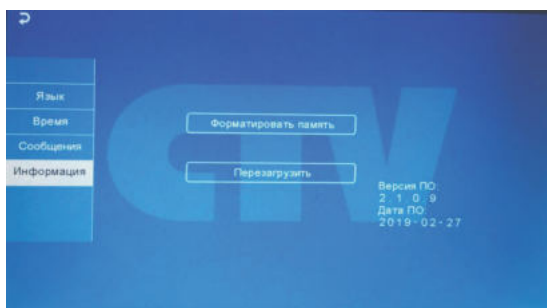 Язык
Время
Сообщения
Информация
Форматировать память
Перезагрузить
Версия ПО:
2.1.0.9
Дата ПО:
2019-02-27
CTV